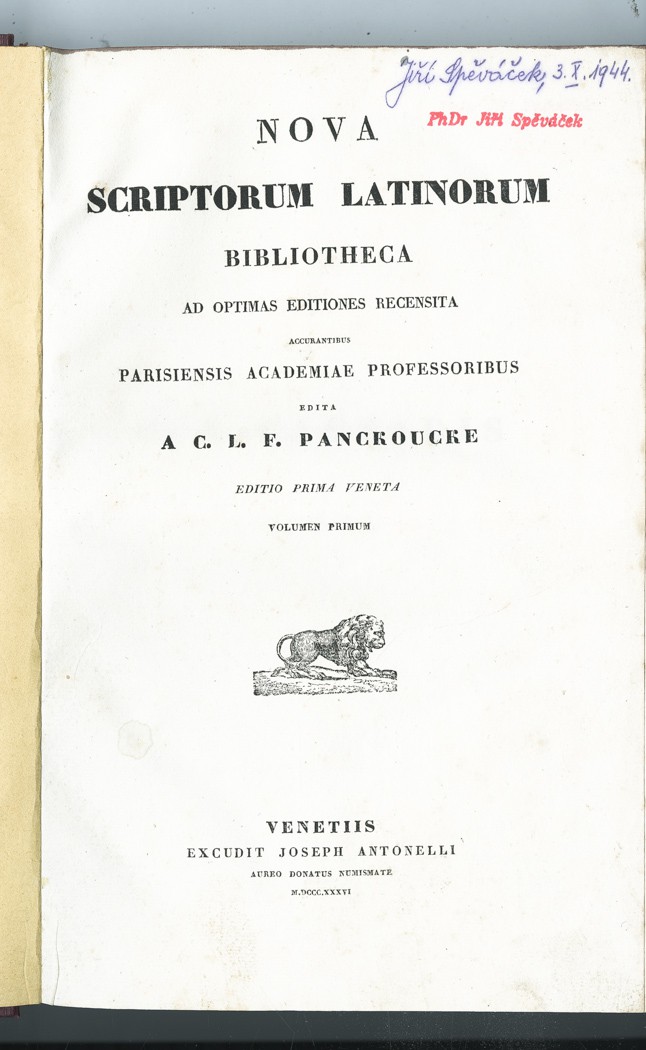 Jiří Spěváček, 3. X. 1944.
PhDr Jiří Spěváček
NOVA
SCRIPTORUM LATINORUM
BIBLIOTHECA
AD OPTIMAS EDITIONES RECENSITA
ACCURANTIBUS
PARISIENSIS ACADEMIAE PROFESSORIBUS
EDITA
A C. L. F. PANCKOUCKE
EDITIO PRIMA VENETA
VOLUMEN PRIMUM
VENETIIS
EXCUDIT JOSEPH ANTONELLI
AUREO DONATUS NUMISMATE
M.DCCC.XXXVI